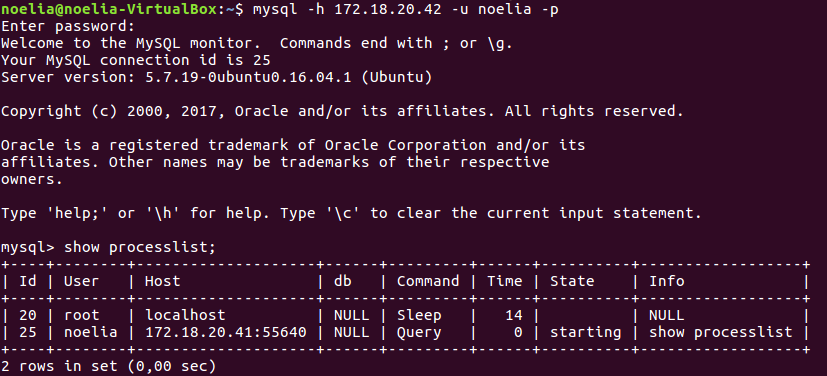 noelia@noelia-VirtualBox:~$ mysql -h 172.18.20.42 -u noelia -p
Enter password:
Welcome to the MySQL monitor.  Commands end with ; or \g.
Your MySQL connection id is 25
Server version: 5.7.19-0ubuntu0.16.04.1 (Ubuntu)

Copyright (c) 2000, 2017, Oracle and/or its affiliates. All rights reserved.

Oracle is a registered trademark of Oracle Corporation and/or its
affiliates. Other names may be trademarks of their respective
owners.

Type 'help;' or '\h' for help. Type '\c' to clear the current input statement.

mysql> show processlist;
+----+--------+--------------------+------+---------+------+----------+------------------+
| Id | User   | Host               | db   | Command | Time | State    | Info             |
+----+--------+--------------------+------+---------+------+----------+------------------+
| 20 | root   | localhost          | NULL | Sleep   |   14 |          | NULL             |
| 25 | noelia | 172.18.20.41:55640 | NULL | Query   |    0 | starting | show processlist |
+----+--------+--------------------+------+---------+------+----------+------------------+
2 rows in set (0,00 sec)